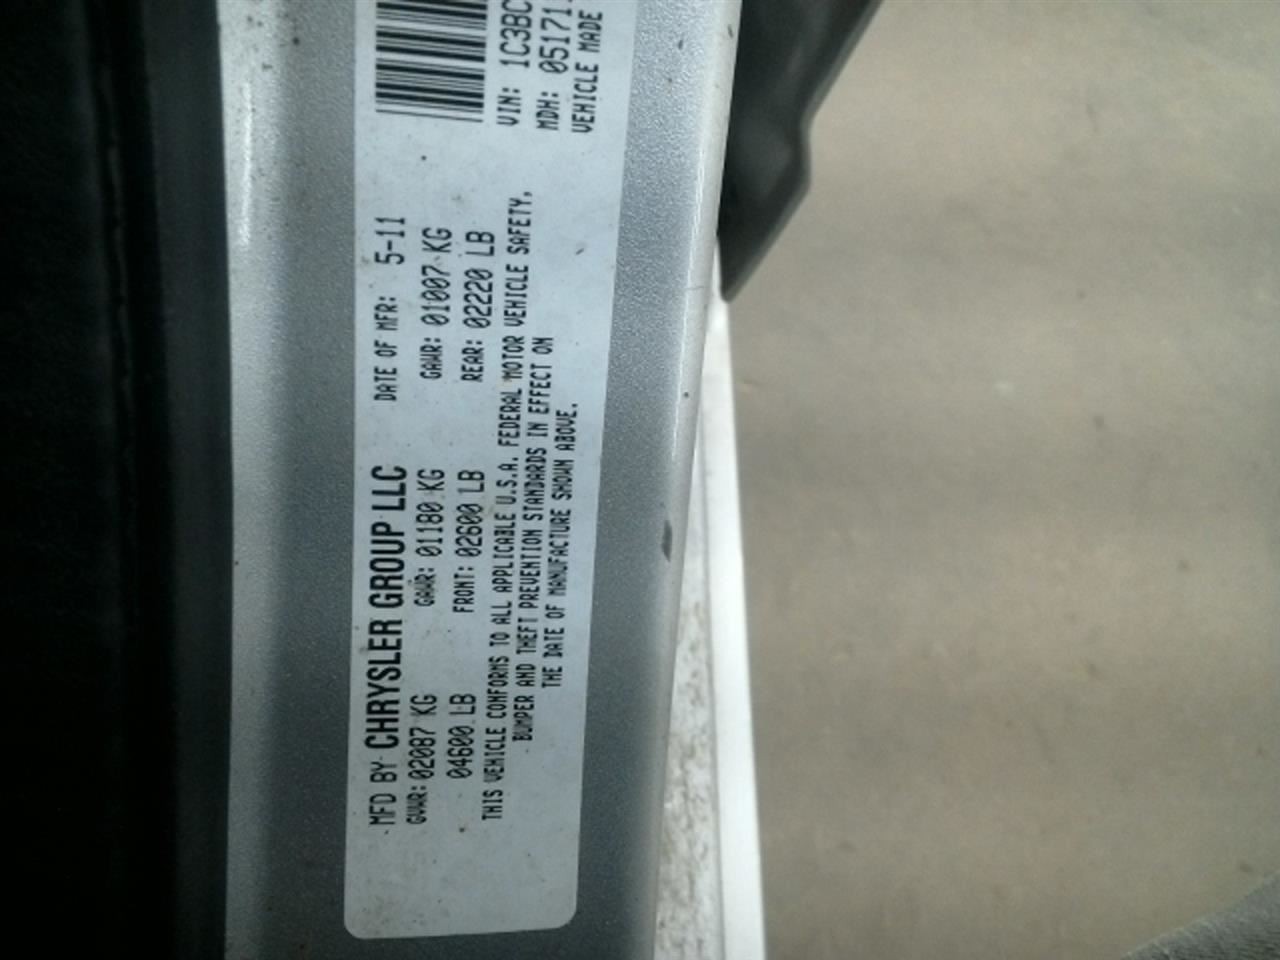 MFD BY CHRYSLER GROUP LLC DATE OF MFR: 5-11
GVWR: 02087 KG GAWR: 01180 KG GAWR: 01007 KG
04600 LB FRONT: 02600 LB REAR: 02220 LB
THIS VEHICLE CONFORMS TO ALL APPLICABLE U.S.A. FEDERAL MOTOR VEHICLE SAFETY,
BUMPER AND THEFT PREVENTION STANDARDS IN EFFECT ON
THE DATE OF MANUFACTURE SHOWN ABOVE.
VIN: 1C3BC
MDH: 05171
VEHICLE MADE